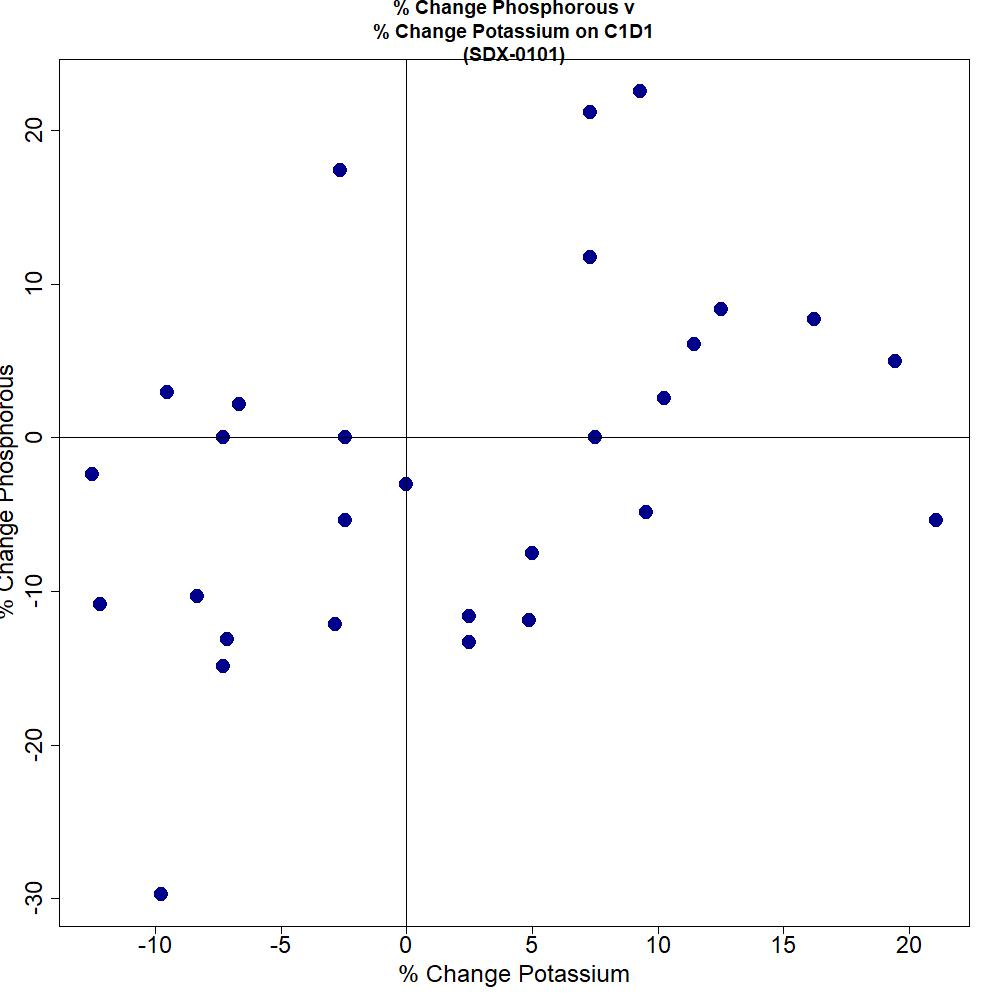 % Change Phosphorous v
% Change Potassium on C1D1
(SDX-0101)
% Change Phosphorous
20
10
0
-10
-20
-30
-10
-5
0
5
10
15
20
% Change Potassium